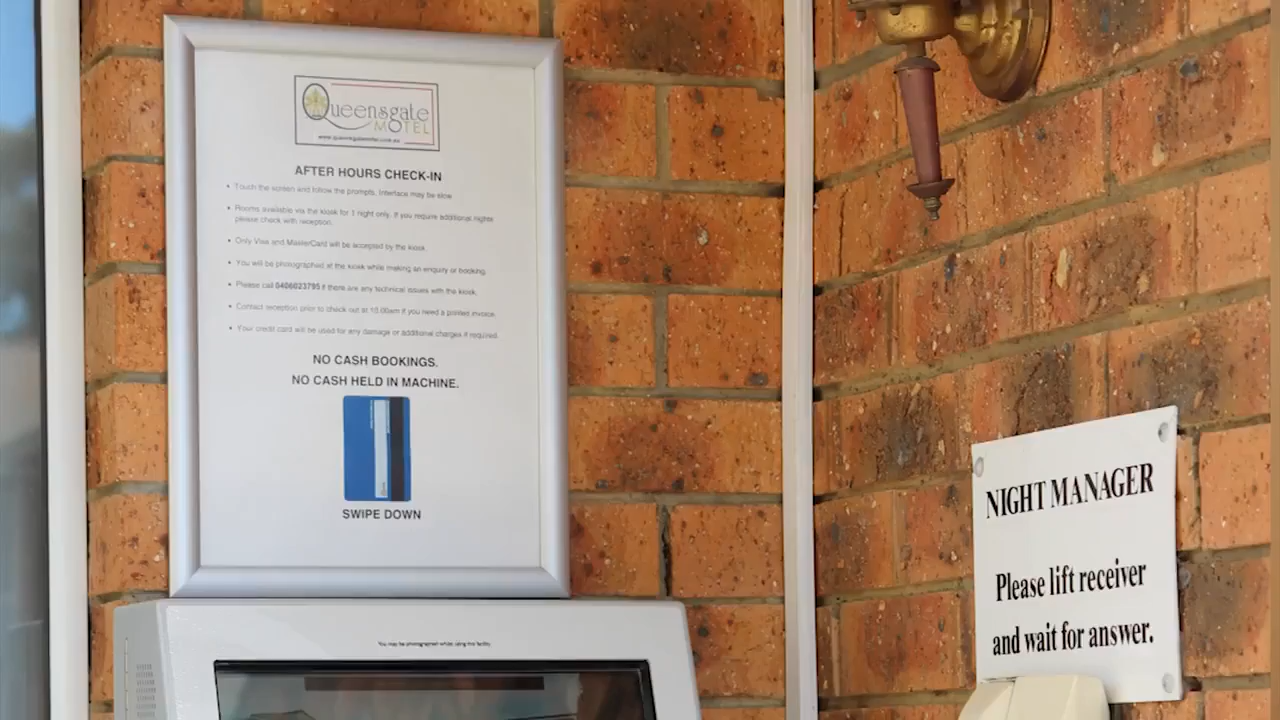 Queensgate
MOTEL
www.queensgatemotel.com.au
AFTER HOURS CHECK-IN
• Touch the screen and follow the prompts. Interface may be slow
• Rooms available via the kiosk for 1 night only. If you require additional nights
please check with reception.
• Only Visa and MasterCard will be accepted by the kiosk.
• You will be photographed at the kiosk while making an enquiry or booking.
• Please call 0406023795 if there are any technical issues with the kiosk.
• Contact reception prior to check out at 10.00am if you need a printed invoice.
• Your credit card will be used for any damage or additional charges if required.
NO CASH BOOKINGS.
NO CASH HELD IN MACHINE.
SWIPE DOWN
You may be photographed whilst using this facility
NIGHT MANAGER
Please lift receiver
and wait for answer.